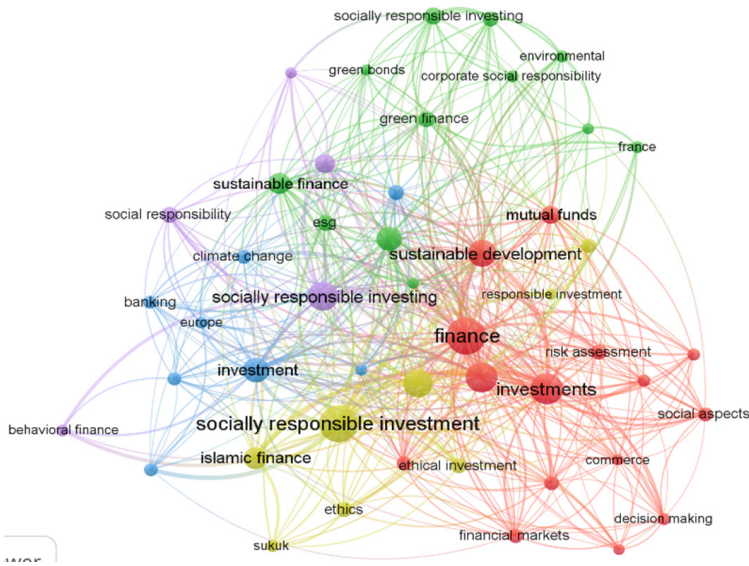 socially responsible investing
environmental
green bonds
corporate social responsibility
green finance
france
sustainable finance
social responsibility
mutual funds
esg
sustainable development
climate change
socially responsible investing
responsible investment
banking
europe
finance
risk assessment
investment
investments
social aspects
socially responsible investment
behavioral finance
islamic finance
ethical investment
commerce
ethics
decision making
financial markets
sukuk